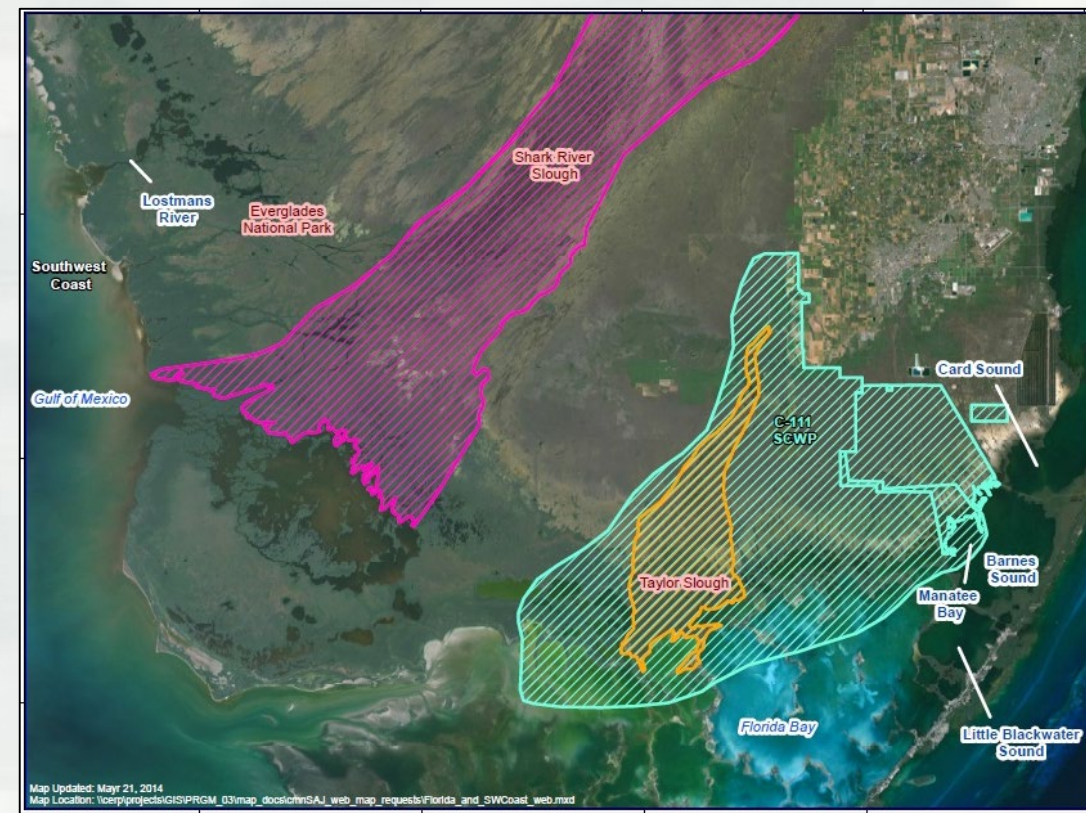 Shark River
Slough
Lostmans
River
Everglades
National Park
Southwest
Coast
Gulf of Mexico
Card Sound
C-111
SCWP
Taylor Slough
Barnes
Sound
Manatee
Bay
Florida Bay
Little Blackwater
Sound
Map Updated: Mayr 21, 2014
Map Location: \\cerp\projects\GIS\PRGM_03\map_docs\cmnSAJ_web_map_requests\Florida_and_SWCoast_web.mxd